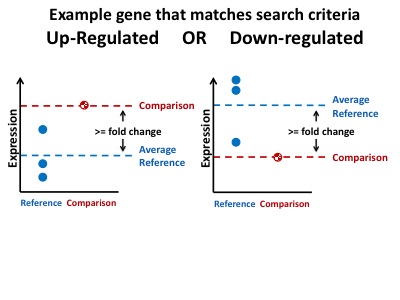 Example gene that matches search criteria
Up-Regulated OR Down-regulated
Expression
Comparison
>= fold change
Average
Reference
Reference Comparison
Expression
Average
Reference
>= fold change
Comparison
Reference Comparison